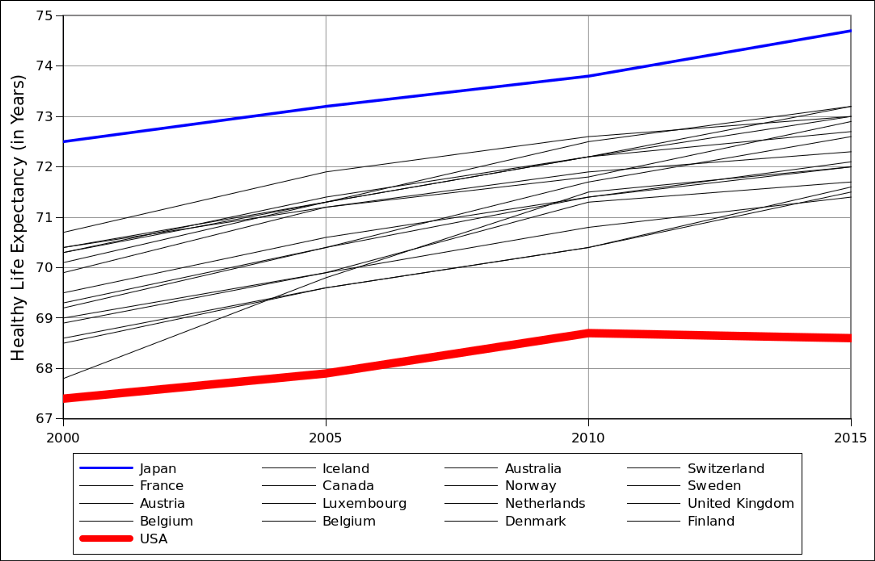 Healthy Life Expectancy (in Years)
75
74
73
72
71
70
69
68
67
2000 2005 2010 2015
Japan Iceland Australia Switzerland
France Canada Norway Sweden
Austria Luxembourg Netherlands United Kingdom
Belgium Belgium Denmark Finland
USA